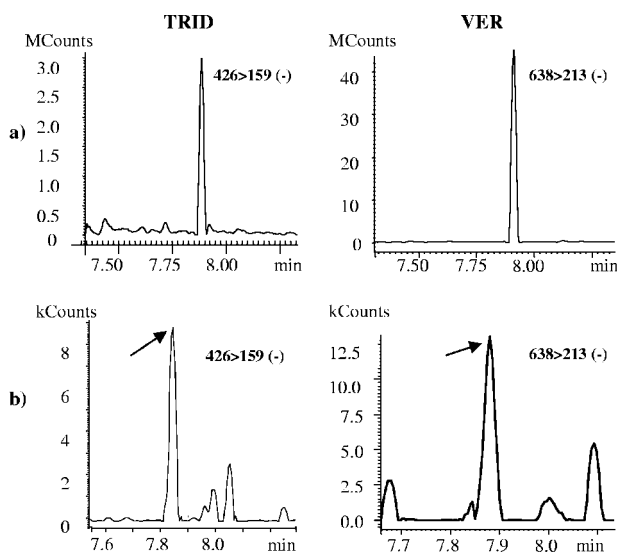 TRID
VER
a)
MCounts
426>159 (-)
3.0
2.5
2.0
1.5
1.0
0.5
0
7.50 7.75 8.00 min
MCounts
638>213 (-)
40
30
20
10
0
7.50 7.75 8.00 min
b)
kCounts
426>159 (-)
8
6
4
2
0
7.6 7.8 8.0 min
kCounts
638>213 (-)
12.5
10.0
7.5
5.0
2.5
0.0
7.7 7.8 7.9 8.0 min